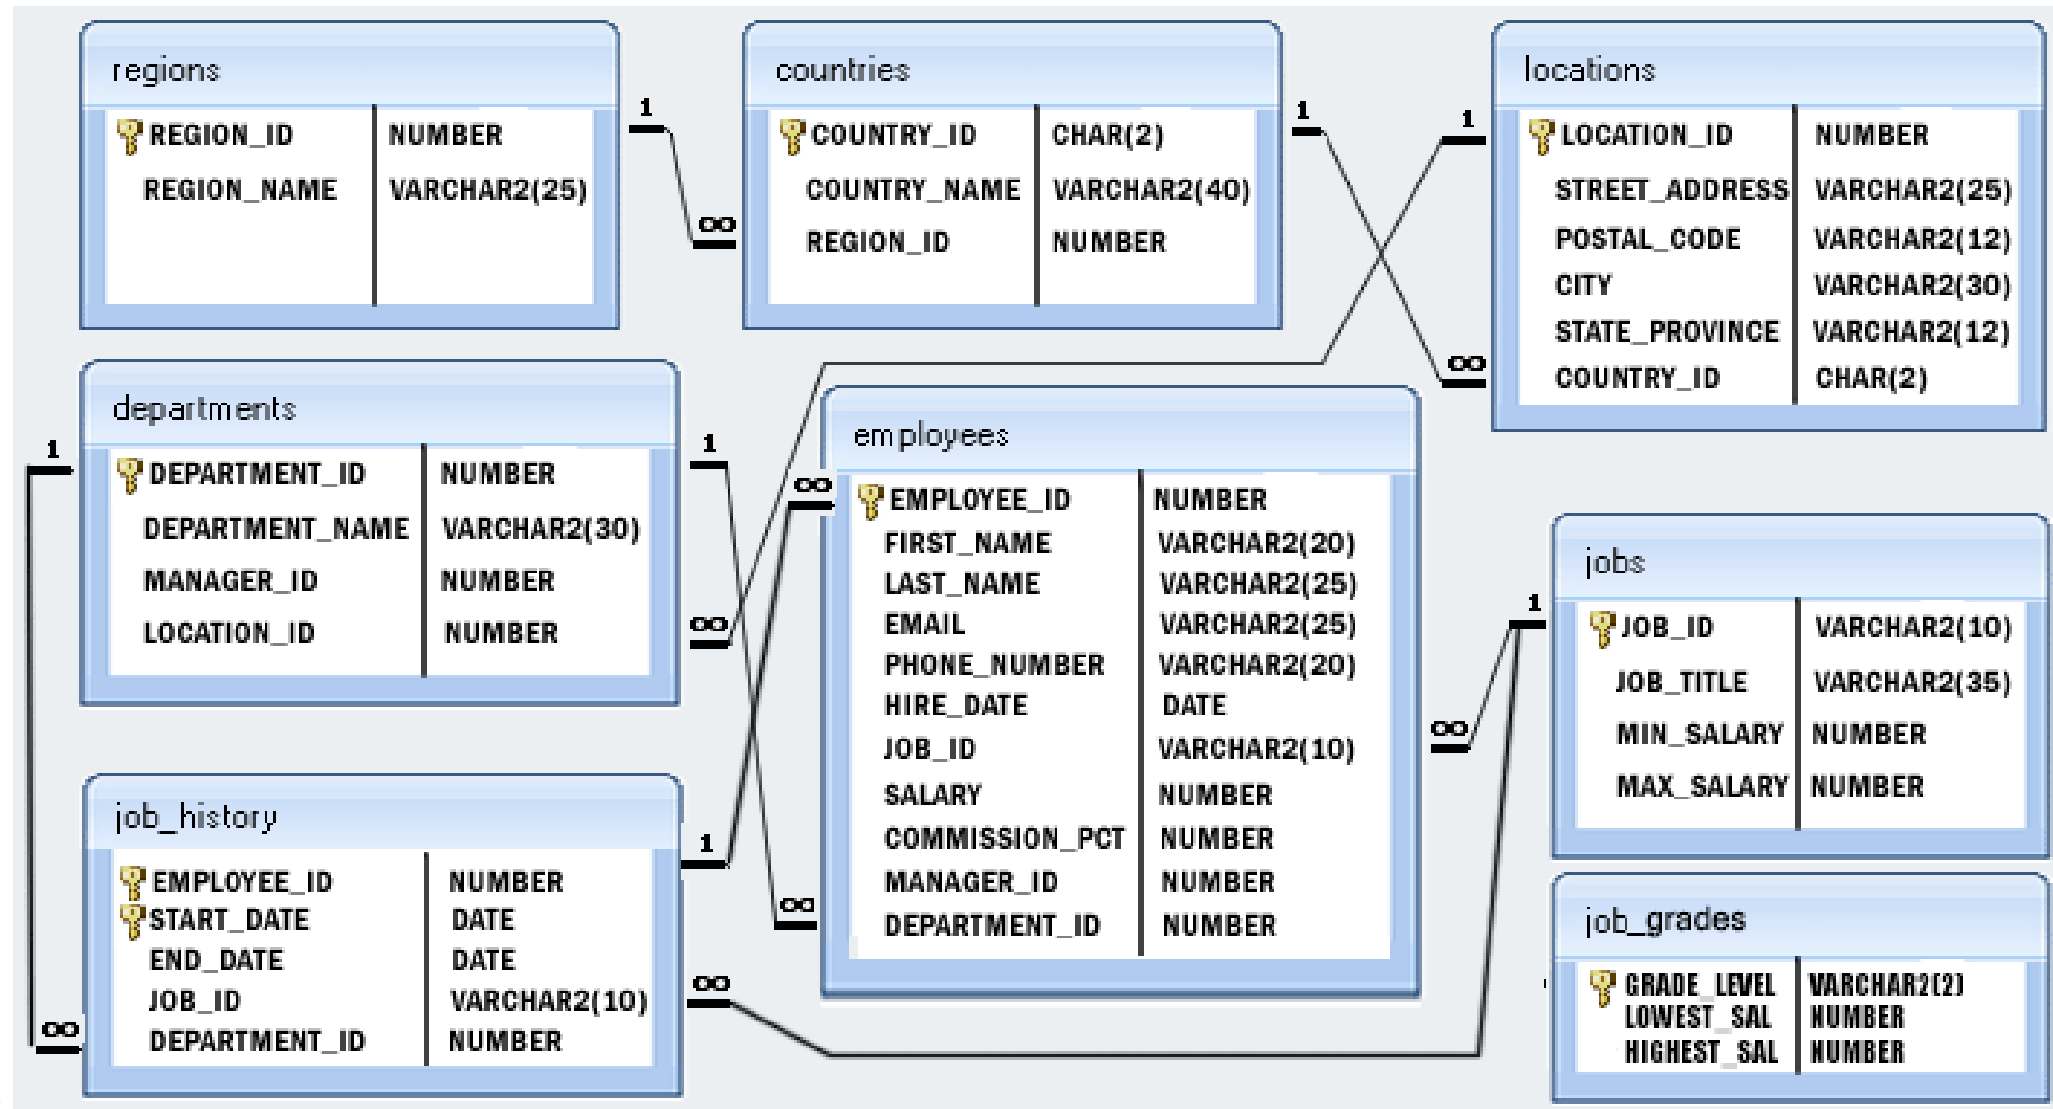 regions
REGION_ID NUMBER
REGION_NAME VARCHAR2(25)
1
∞
countries
COUNTRY_ID CHAR(2)
COUNTRY_NAME VARCHAR2(40)
REGION_ID NUMBER
1
∞
locations
LOCATION_ID NUMBER
STREET_ADDRESS VARCHAR2(25)
POSTAL_CODE VARCHAR2(12)
CITY VARCHAR2(30)
STATE_PROVINCE VARCHAR2(12)
COUNTRY_ID CHAR(2)
1
∞
departments
DEPARTMENT_ID NUMBER
DEPARTMENT_NAME VARCHAR2(30)
MANAGER_ID NUMBER
LOCATION_ID NUMBER
1
1
∞
employees
EMPLOYEE_ID NUMBER
FIRST_NAME VARCHAR2(20)
LAST_NAME VARCHAR2(25)
EMAIL VARCHAR2(25)
PHONE_NUMBER VARCHAR2(20)
HIRE_DATE DATE
JOB_ID VARCHAR2(10)
SALARY NUMBER
COMMISSION_PCT NUMBER
MANAGER_ID NUMBER
DEPARTMENT_ID NUMBER
∞
∞
1
jobs
JOB_ID VARCHAR2(10)
JOB_TITLE VARCHAR2(35)
MIN_SALARY NUMBER
MAX_SALARY NUMBER
job_history
EMPLOYEE_ID NUMBER
START_DATE DATE
END_DATE DATE
JOB_ID VARCHAR2(10)
DEPARTMENT_ID NUMBER
1
∞
∞
job_grades
GRADE_LEVEL VARCHAR2(2)
LOWEST_SAL NUMBER
HIGHEST_SAL NUMBER